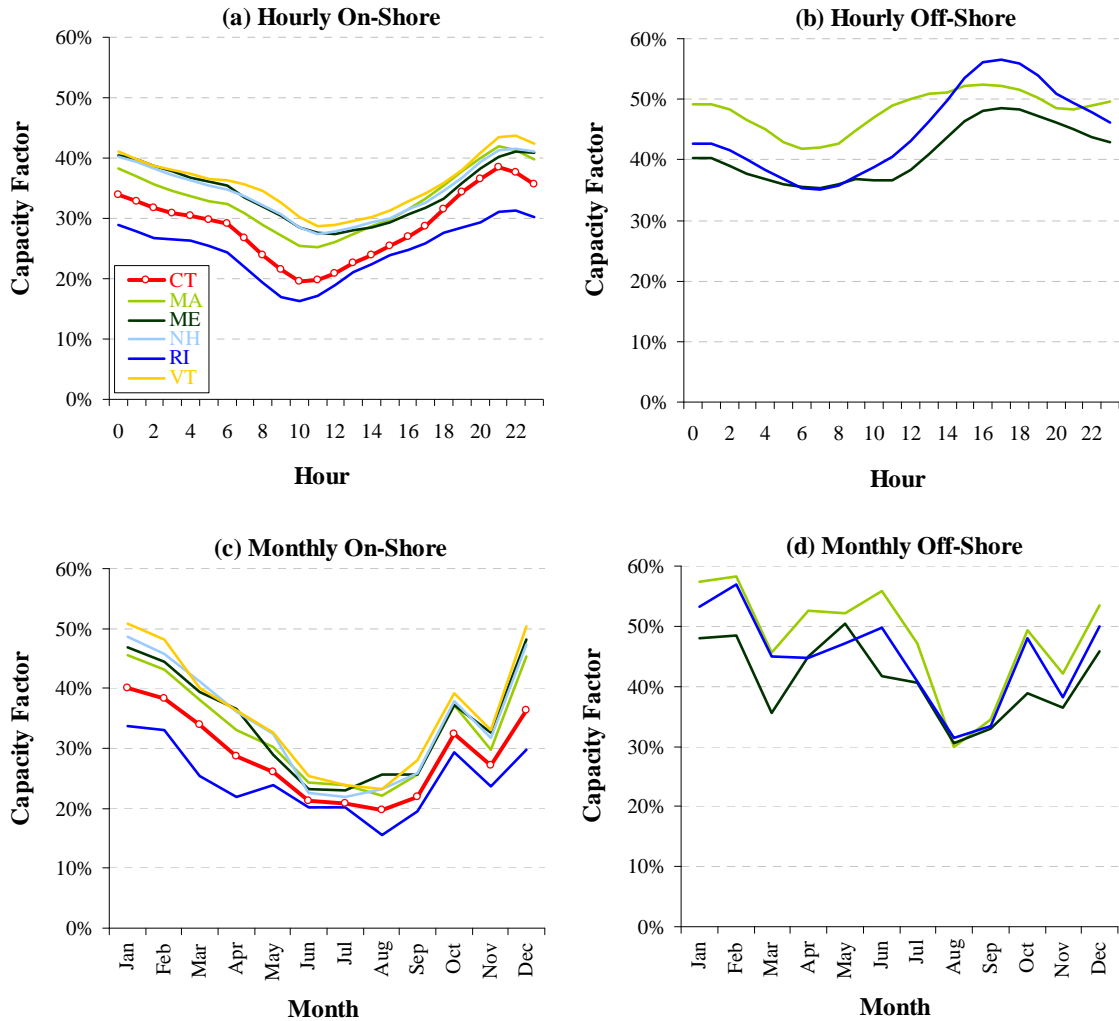 (a) Hourly On-Shore
60%
50%
40%
30%
20%
10%
0%
Capacity Factor
CT
MA
ME
NH
RI
VT
0 2 4 6 8 10 12 14 16 18 20 22
Hour
(b) Hourly Off-Shore
60%
50%
40%
30%
20%
10%
0%
Capacity Factor
0 2 4 6 8 10 12 14 16 18 20 22
Hour
(c) Monthly On-Shore
60%
50%
40%
30%
20%
10%
0%
Capacity Factor
Jan Feb Mar Apr May Jun Jul Aug Sep Oct Nov Dec
Month
(d) Monthly Off-Shore
60%
50%
40%
30%
20%
10%
0%
Capacity Factor
Jan Feb Mar Apr May Jun Jul Aug Sep Oct Nov Dec
Month